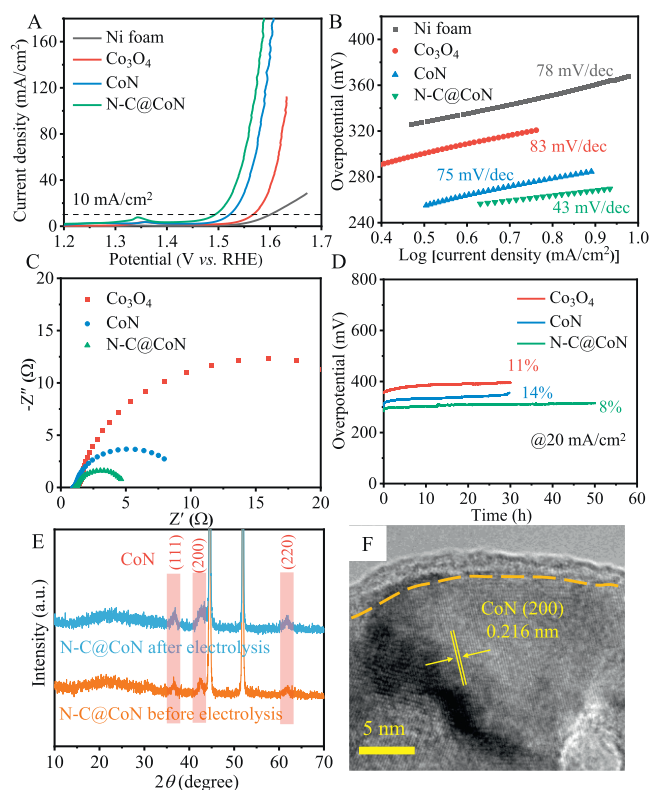 A
Current density (mA/cm²)
160
120
80
40
0
Ni foam
Co₃O₄
CoN
N-C@CoN
10 mA/cm²
1.2 1.3 1.4 1.5 1.6 1.7
Potential (V vs. RHE)
B
Overpotential (mV)
400
360
320
280
240
Ni foam
Co₃O₄
CoN
N-C@CoN
78 mV/dec
83 mV/dec
75 mV/dec
43 mV/dec
0.4 0.5 0.6 0.7 0.8 0.9 1.0
Log [current density (mA/cm²)]
C
-Z″ (Ω)
20
15
10
5
0
Co₃O₄
CoN
N-C@CoN
0 5 10 15 20
Z′ (Ω)
D
Overpotential (mV)
800
600
400
200
0
Co₃O₄
CoN
N-C@CoN
11%
14%
8%
@20 mA/cm²
0 10 20 30 40 50 60
Time (h)
E
Intensity (a.u.)
CoN
(111)
(200)
(220)
N-C@CoN after electrolysis
N-C@CoN before electrolysis
10 20 30 40 50 60 70
2θ (degree)
F
CoN (200)
0.216 nm
5 nm